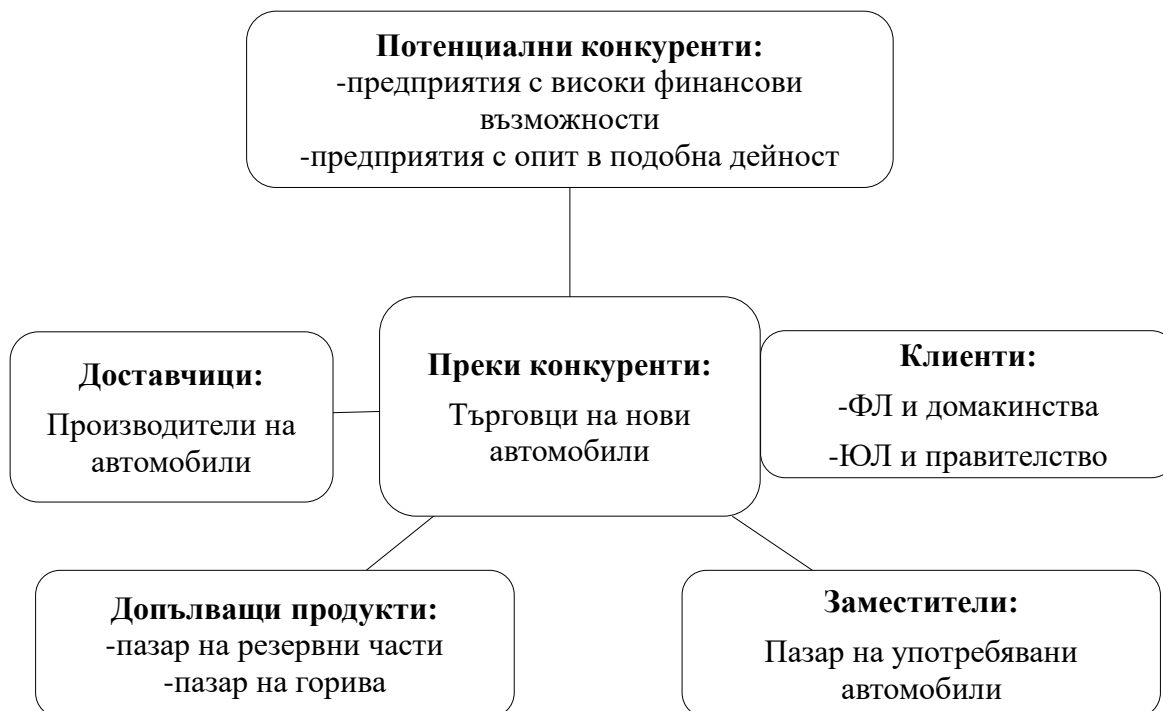 Потенциални конкуренти:
-предприятия с високи финансови
възможности
-предприятия с опит в подобна дейност
Доставчици:
Производители на
автомобили
Преки конкуренти:
Търговци на нови
автомобили
Клиенти:
-ФЛ и домакинства
-ЮЛ и правителство
Допълващи продукти:
-пазар на резервни части
-пазар на горива
Заместители:
Пазар на употребявани
автомобили